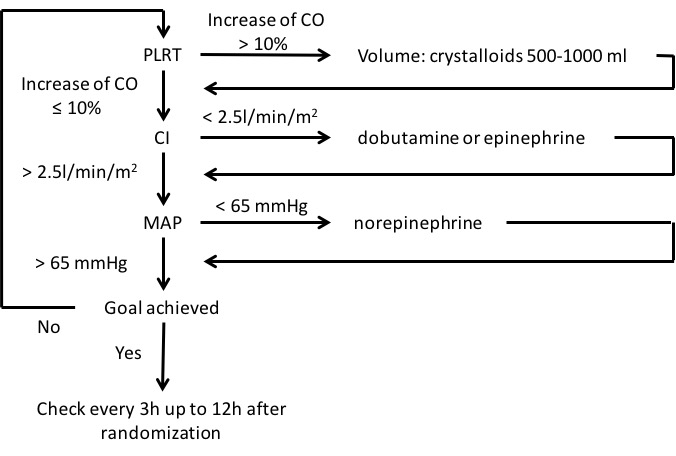 Increase of CO
> 10%
PLRT
Volume: crystalloids 500-1000 ml
Increase of CO
≤ 10%
< 2.5l/min/m²
CI
dobutamine or epinephrine
> 2.5l/min/m²
< 65 mmHg
MAP
norepinephrine
> 65 mmHg
Goal achieved
No
Yes
Check every 3h up to 12h after
randomization